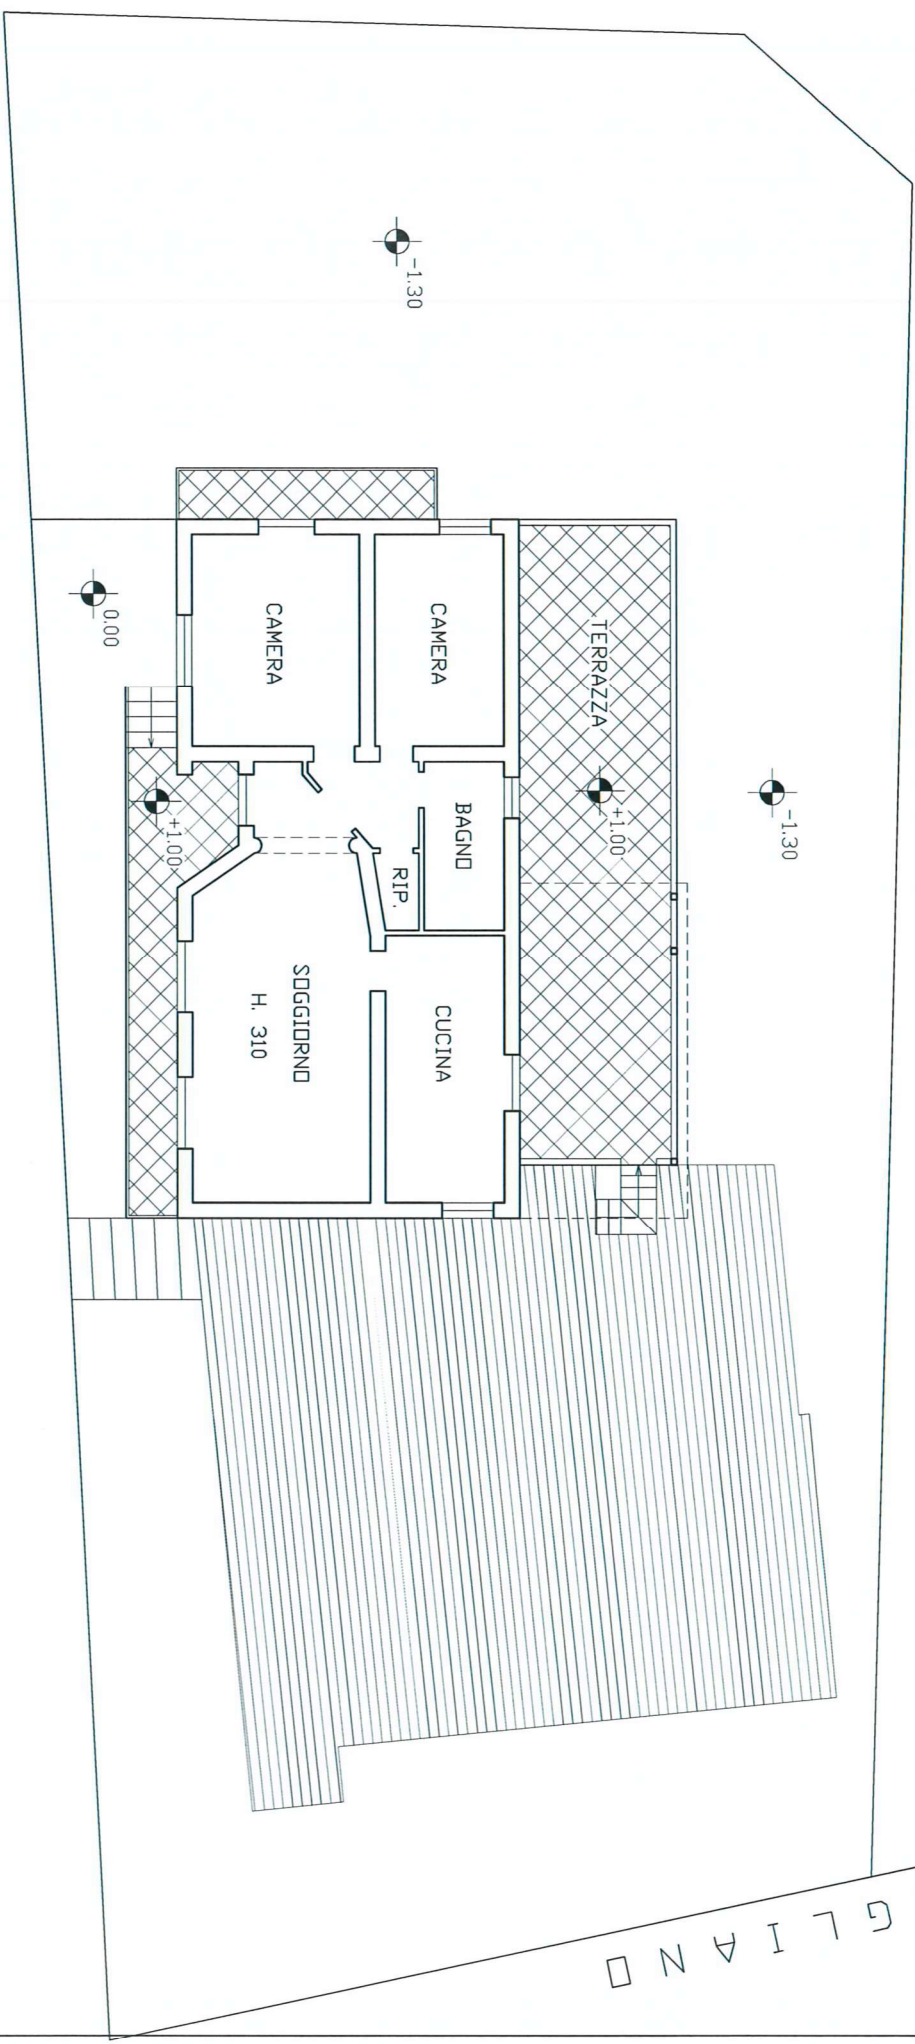 -1.30
0.00
CAMERA
CAMERA
TERRAZZA
+1.00
+1.00
-1.30
BAGNO
RIP.
SOGGIORNO
H. 310
CUCINA
GLIANO